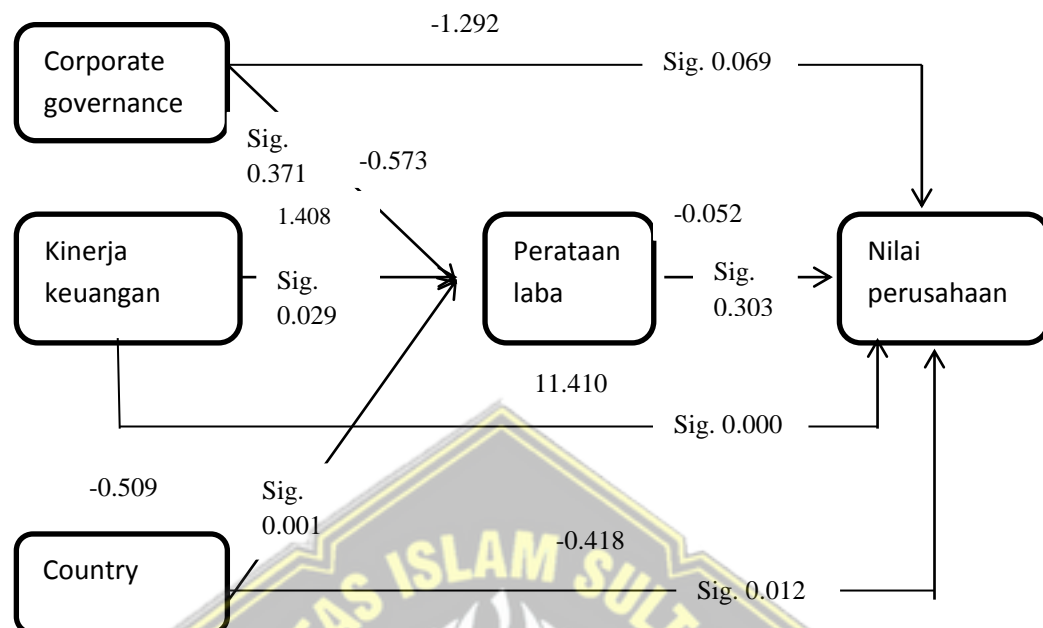 -1.292
Corporate
governance
Sig. 0.069
Sig.
0.371
-0.573
1.408
-0.052
Kinerja
keuangan
Sig.
0.029
Perataan
laba
Sig.
0.303
Nilai
perusahaan
11.410
Sig. 0.000
-0.509
Sig.
0.001
-0.418
Country
Sig. 0.012
ISLAM